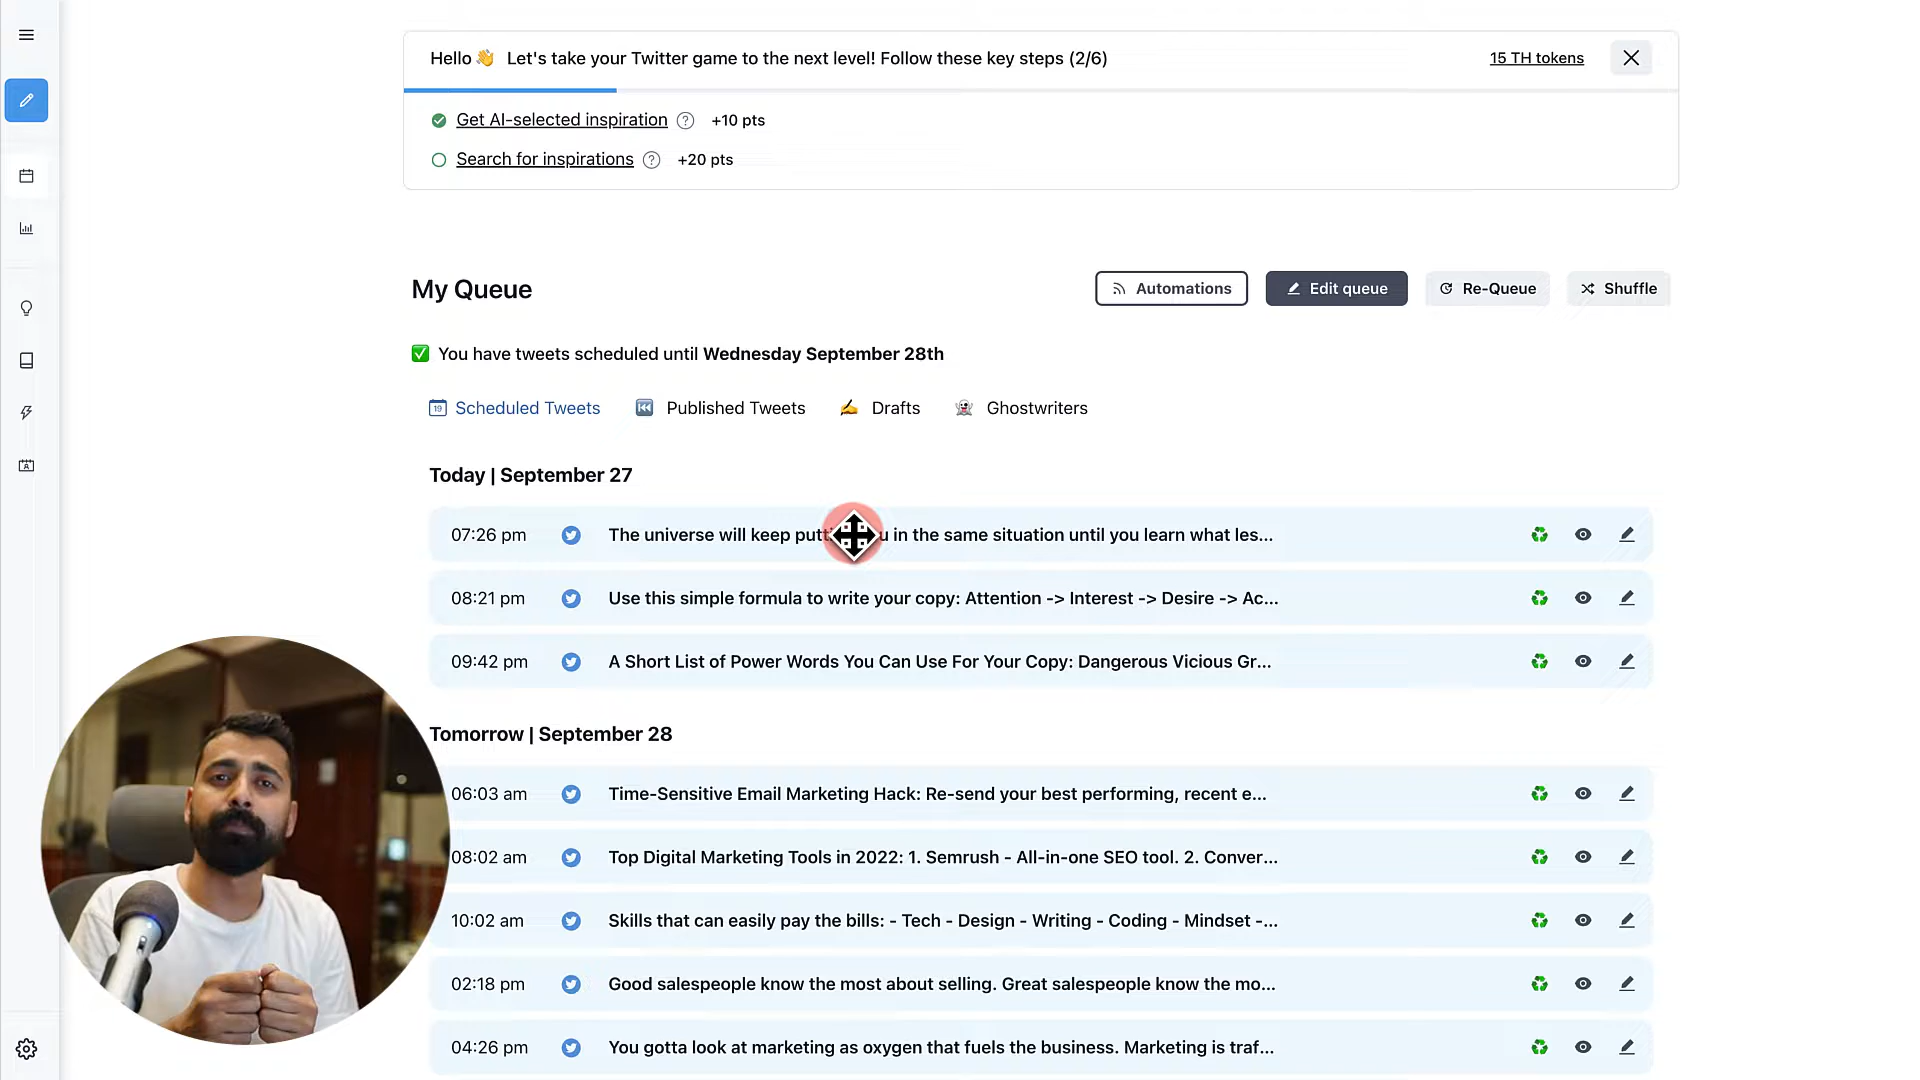 Hello 👋 Let's take your Twitter game to the next level! Follow these key steps (2/6)
15 TH tokens
Get AI-selected inspiration ? +10 pts
Search for inspirations ? +20 pts
My Queue
Automations
Edit queue
Re-Queue
Shuffle
You have tweets scheduled until Wednesday September 28th
19 Scheduled Tweets
Published Tweets
Drafts
Ghostwriters
Today | September 27
07:26 pm The universe will keep in the same situation until you learn what les...
08:21 pm Use this simple formula to write your copy: Attention -> Interest -> Desire -> Ac...
09:42 pm A Short List of Power Words You Can Use For Your Copy: Dangerous Vicious Gr...
Tomorrow | September 28
06:03 am Time-Sensitive Email Marketing Hack: Re-send your best performing, recent e...
08:02 am Top Digital Marketing Tools in 2022: 1. Semrush - All-in-one SEO tool. 2. Conver...
10:02 am Skills that can easily pay the bills: - Tech - Design - Writing - Coding - Mindset -...
02:18 pm Good salespeople know the most about selling. Great salespeople know the mo...
04:26 pm You gotta look at marketing as oxygen that fuels the business. Marketing is traf...